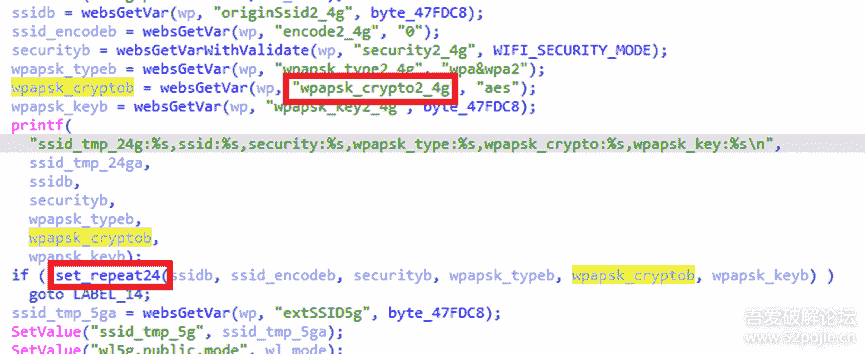 ssidb = websGetVar(wp, "originSsid2_4g", byte_47FDC8);
ssid_encodeb = websGetVar(wp, "encode2_4g", "0");
securityb = websGetVarWithValidate(wp, "security2_4g", WIFI_SECURITY_MODE);
wpapsk_typeb = websGetVar(wp, "wpapsk_type2_4g", "wpa&wpa2");
wpapsk_cryptob = websGetVar(wp, "wpapsk_crypto2_4g", "aes");
wpapsk_keyb = websGetVar(wp, "wpapsk_key2_4g", byte_47FDC8);
printf(
"ssid_tmp_24g:%s,ssid:%s,security:%s,wpapsk_type:%s,wpapsk_crypto:%s,wpapsk_key:%s\n",
ssid_tmp_24ga,
ssidb,
securityb,
wpapsk_typeb,
wpapsk_cryptob,
wpapsk_keyb);
if ( set_repeat24(ssidb, ssid_encodeb, securityb, wpapsk_typeb, wpapsk_cryptob, wpapsk_keyb) )
goto LABEL_14;
ssid_tmp_5ga = websGetVar(wp, "extSSID5g", byte_47FDC8);
SetValue("ssid_tmp_5g", ssid_tmp_5ga);
SetValue("wl5g.public.mode", wl_mode);
吾爱破解论坛
www.52pojie.cn